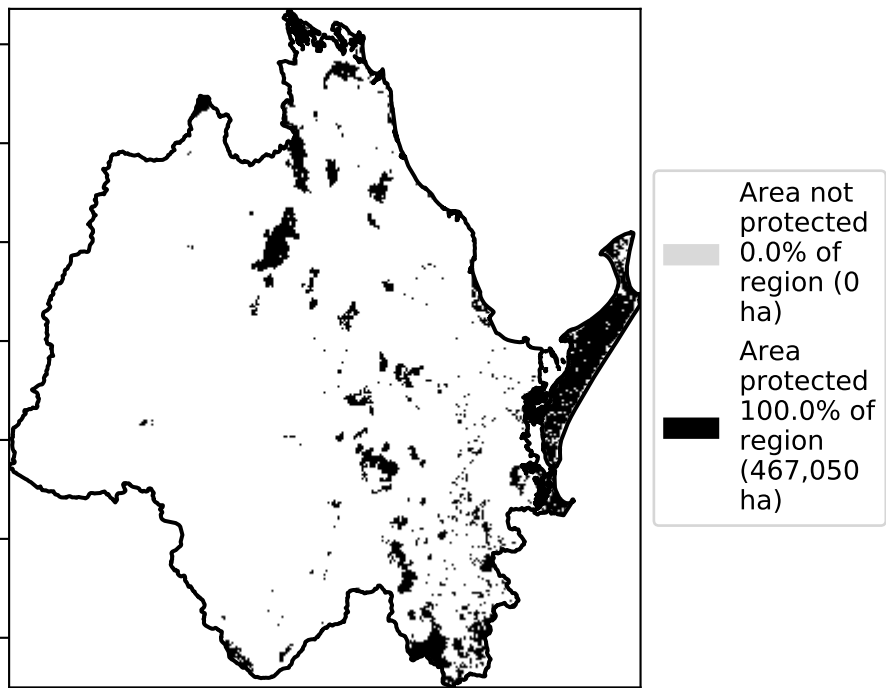 Area not
protected
0.0% of
region (0
ha)
Area
protected
100.0% of
region
(467,050
ha)